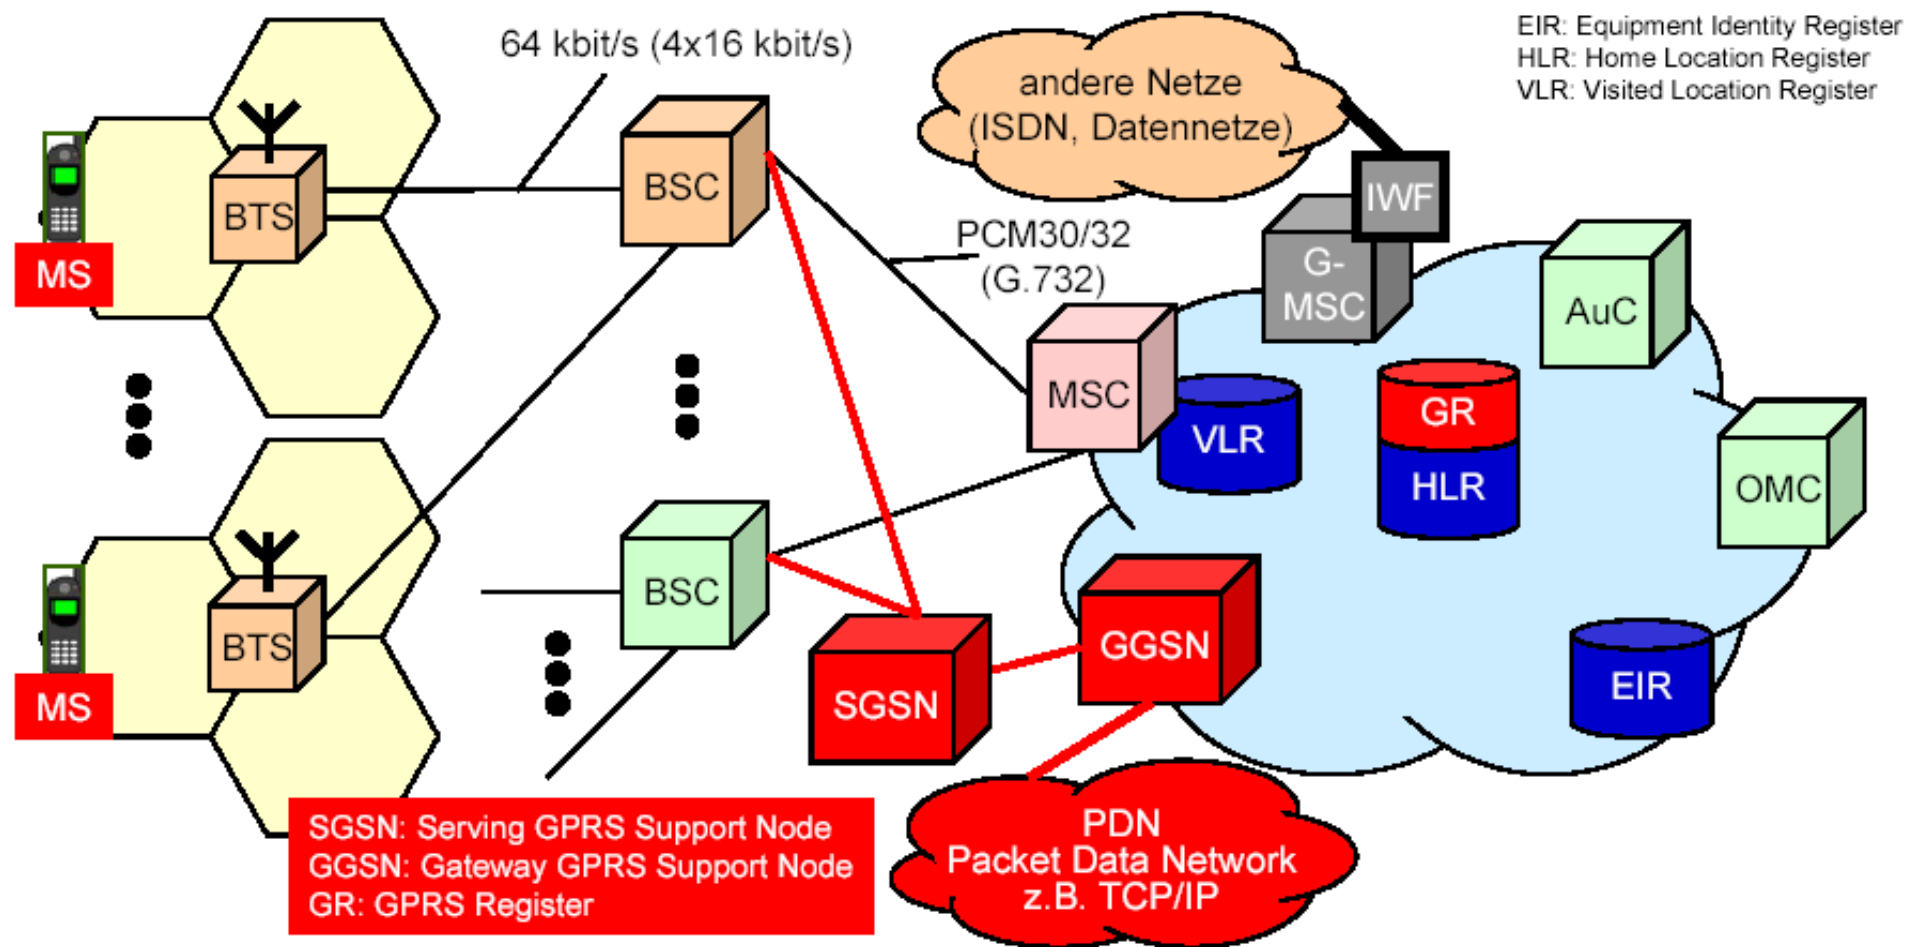 EIR: Equipment Identity Register
HLR: Home Location Register
VLR: Visited Location Register
64 kbit/s (4x16 kbit/s)
andere Netze
(ISDN, Datennetze)
IWF
BTS
BSC
MS
PCM30/32
(G.732)
G-
MSC
AuC
MSC
VLR
GR
HLR
OMC
BTS
BSC
MS
SGSN
GGSN
EIR
SGSN: Serving GPRS Support Node
GGSN: Gateway GPRS Support Node
GR: GPRS Register
PDN
Packet Data Network
z.B. TCP/IP